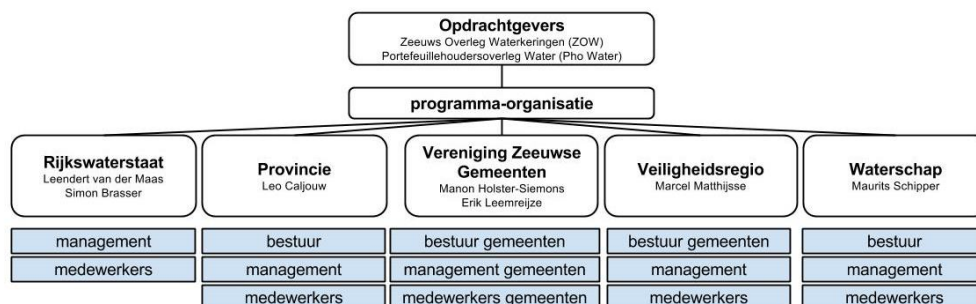 Opdrachtgevers
Zeeuws Overleg Waterkeringen (ZOW)
Portefeuillehoudersoverleg Water (Pho Water)
programma-organisatie
Rijkswaterstaat
Leendert van der Maas
Simon Brasser
management
medewerkers
Provincie
Leo Caljouw
bestuur
management
medewerkers
Vereniging Zeeuwse
Gemeenten
Manon Holster-Siemons
Erik Leemreijze
bestuur gemeenten
management gemeenten
medewerkers gemeenten
Veiligheidsregio
Marcel Matthijsse
bestuur gemeenten
management
medewerkers
Waterschap
Maurits Schipper
bestuur
management
medewerkers